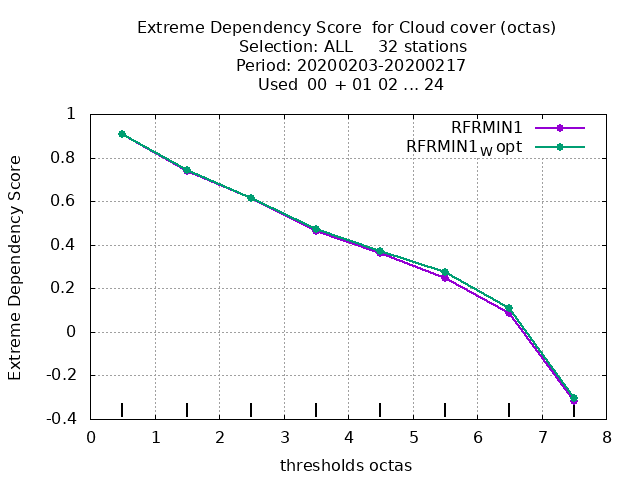 Extreme Dependency Score  for Cloud cover (octas)
Selection: ALL     32 stations
Period: 20200203-20200217
Used  00  + 01 02 ... 24
RFRMIN1
RFRMIN1W opt
Extreme Dependency Score
1
0.8
0.6
0.4
0.2
0
-0.2
-0.4
0 1 2 3 4 5 6 7 8
thresholds octas